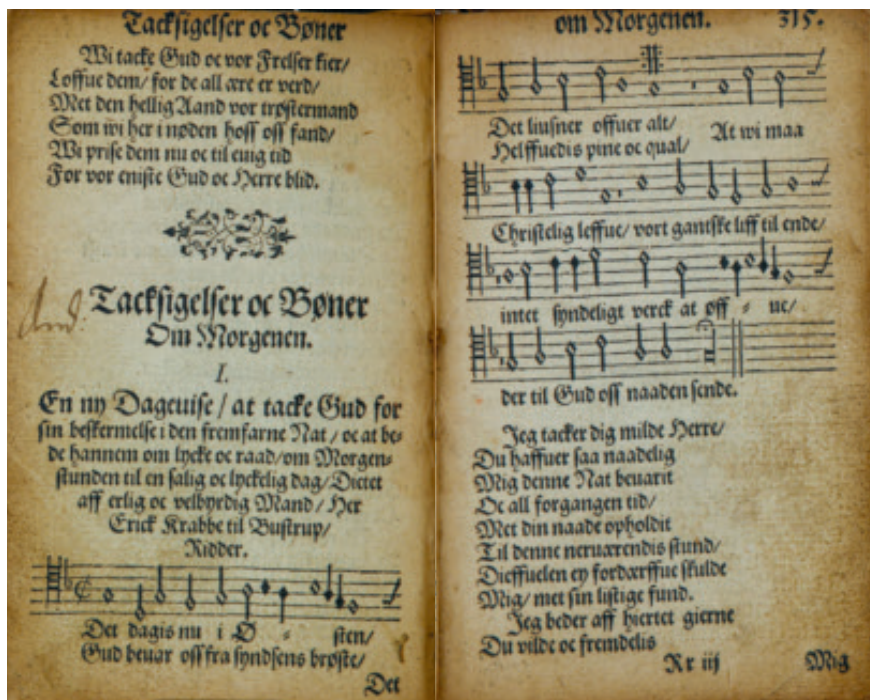 Tacksigelser oc Bøner
Wi tacke Gud oc vor Frelser kier/
Loffue dem/ for de all ære er verd/
Met den hellig Aand vor trøstermand
Som wi her i nøden hoss oss fand/
Wi prise dem nu oc til euig tid
For vor eniste Gud oc Herre blid.
Tacksigelser oc Bøner
Om Morgenen.
I.
En ny Dageuise / at tacke Gud for
sin beskermelse i den fremfarne Nat / oc at be-
de hannem om lycke oc raad/ om Morgen-
stunden til en salig oc lyckelig dag/ Dictet
aff erlig oc velbyrdig Mand / Her
Erick Krabbe til Bustrup/
Ridder.
Det dagis nu i Ø - sten/
Gud beuar oss fra syndsens brøste/
Det
om Morgenen. 315.
Det liusner offuer alt/ At wi maa
Helffuedis pine oc qual/
Christelig leffue/ vort gantske liff til ende/
intet syndeligt verck at øff - ue/
der til Gud oss naaden sende.
Jeg tacker dig milde Herre/
Du haffuer saa naadelig
Mig denne Nat beuarit
Oc all forgangen tid/
Met din naade opholdit
Til denne neruærendis stund/
Dieffuelen ey fordærffue skulde
Mig/ met sin listige fund.
Jeg beder aff hiertet gierne
Du vilde oc fremdelis
Rr iij Mig